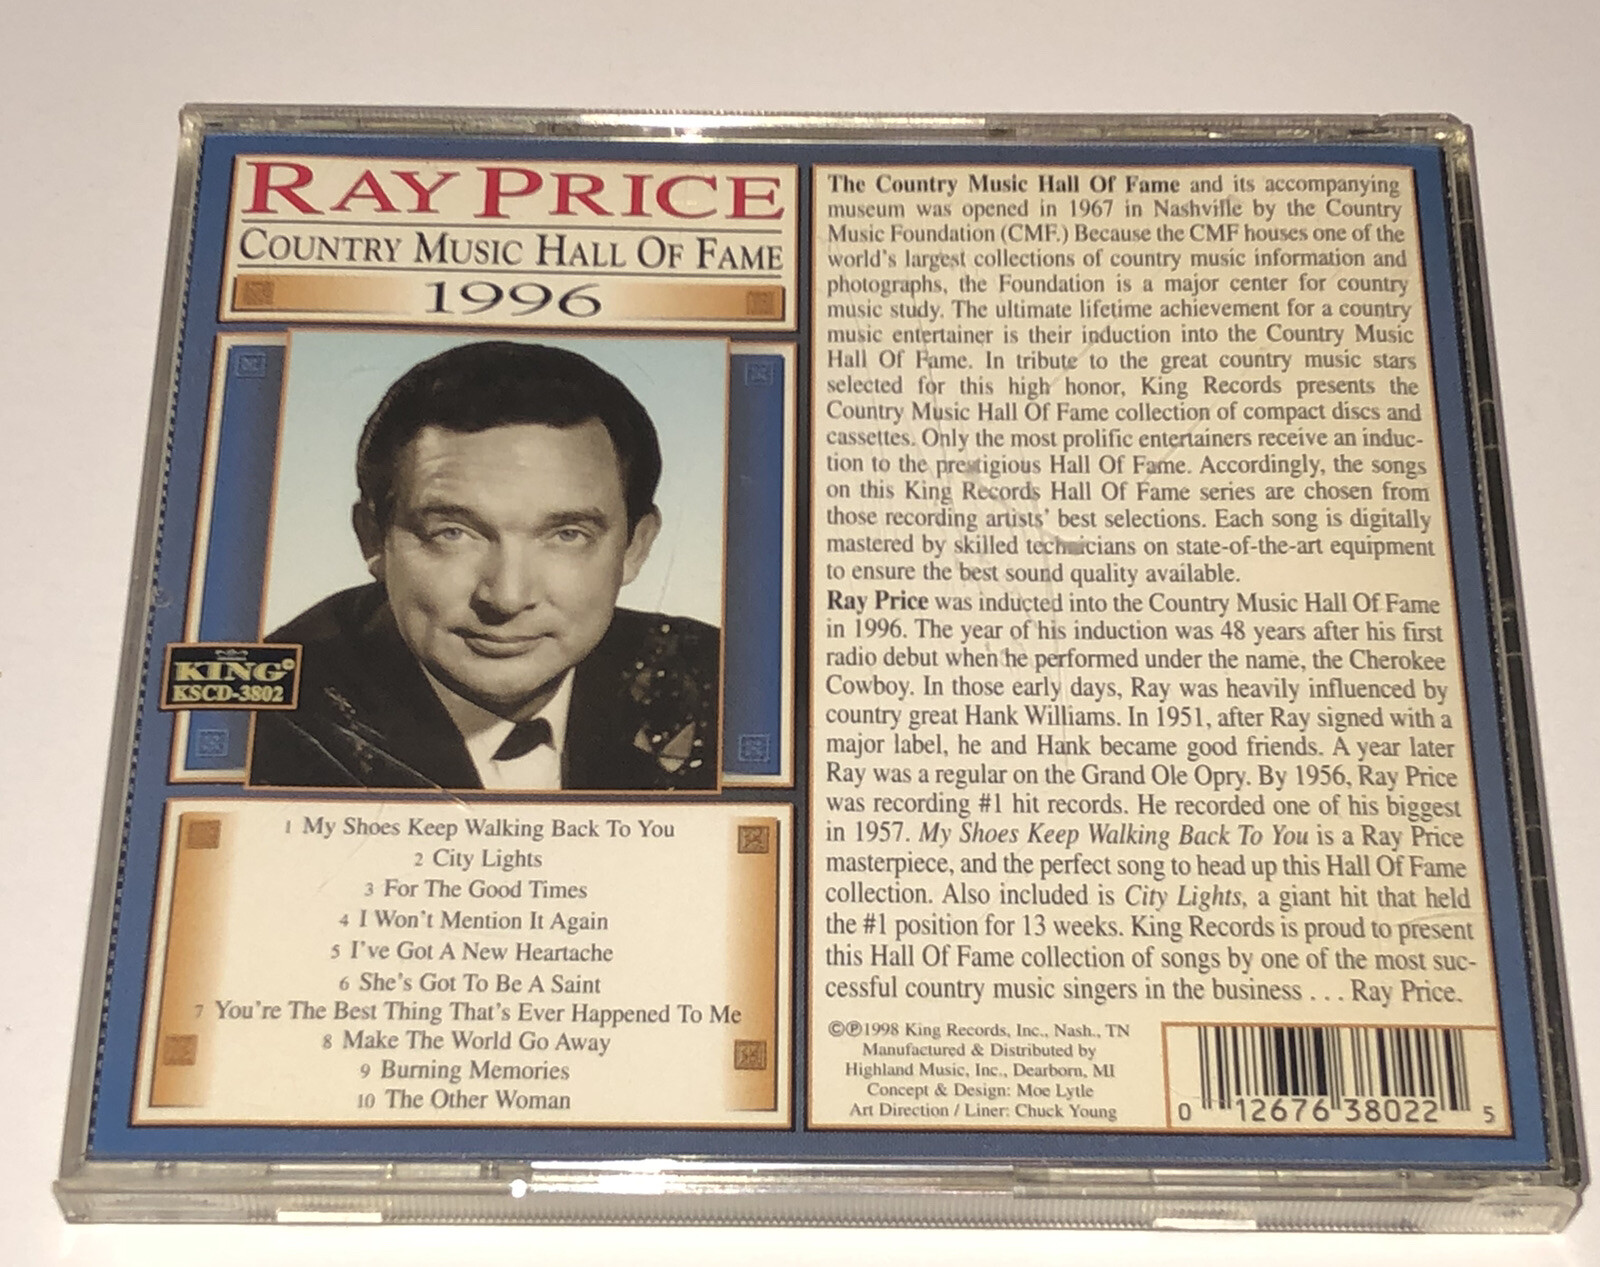 RAY PRICE
COUNTRY MUSIC HALL OF FAME
1996
KING®
KSCD-3802
1 My Shoes Keep Walking Back To You
2 City Lights
3 For The Good Times
4 I Won't Mention It Again
5 I've Got A New Heartache
6 She's Got To Be A Saint
7 You're The Best Thing That's Ever Happened To Me
8 Make The World Go Away
9 Burning Memories
10 The Other Woman
The Country Music Hall Of Fame and its accompanying
museum was opened in 1967 in Nashville by the Country
Music Foundation (CMF.) Because the CMF houses one of the
world's largest collections of country music information and
photographs, the Foundation is a major center for country
music study. The ultimate lifetime achievement for a country
music entertainer is their induction into the Country Music
Hall Of Fame. In tribute to the great country music stars
selected for this high honor, King Records presents the
Country Music Hall Of Fame collection of compact discs and
cassettes. Only the most prolific entertainers receive an induc-
tion to the prestigious Hall Of Fame. Accordingly, the songs
on this King Records Hall Of Fame series are chosen from
those recording artists' best selections. Each song is digitally
mastered by skilled technicians on state-of-the-art equipment
to ensure the best sound quality available.
Ray Price was inducted into the Country Music Hall Of Fame
in 1996. The year of his induction was 48 years after his first
radio debut when he performed under the name, the Cherokee
Cowboy. In those early days, Ray was heavily influenced by
country great Hank Williams. In 1951, after Ray signed with a
major label, he and Hank became good friends. A year later
Ray was a regular on the Grand Ole Opry. By 1956, Ray Price
was recording #1 hit records. He recorded one of his biggest
in 1957. My Shoes Keep Walking Back To You is a Ray Price
masterpiece, and the perfect song to head up this Hall Of Fame
collection. Also included is City Lights, a giant hit that held
the #1 position for 13 weeks. King Records is proud to present
this Hall Of Fame collection of songs by one of the most suc-
cessful country music singers in the business . . . Ray Price.
©℗1998 King Records, Inc., Nash., TN
Manufactured & Distributed by
Highland Music, Inc., Dearborn, MI
Concept & Design: Moe Lytle
Art Direction / Liner: Chuck Young
0 12676 38022 5